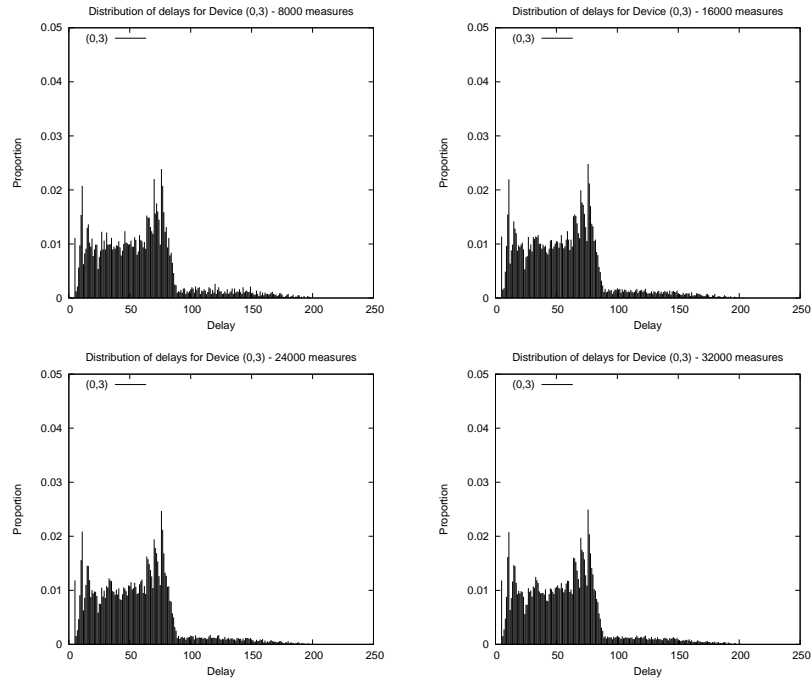 Distribution of delays for Device (0,3) - 8000 measures
0.05
(0,3)
0.04
0.03
Proportion
0.02
0.01
0
0 50 100 150 200 250
Delay
Distribution of delays for Device (0,3) - 16000 measures
0.05
(0,3)
0.04
0.03
Proportion
0.02
0.01
0
0 50 100 150 200 250
Delay
Distribution of delays for Device (0,3) - 24000 measures
0.05
(0,3)
0.04
0.03
Proportion
0.02
0.01
0
0 50 100 150 200 250
Delay
Distribution of delays for Device (0,3) - 32000 measures
0.05
(0,3)
0.04
0.03
Proportion
0.02
0.01
0
0 50 100 150 200 250
Delay